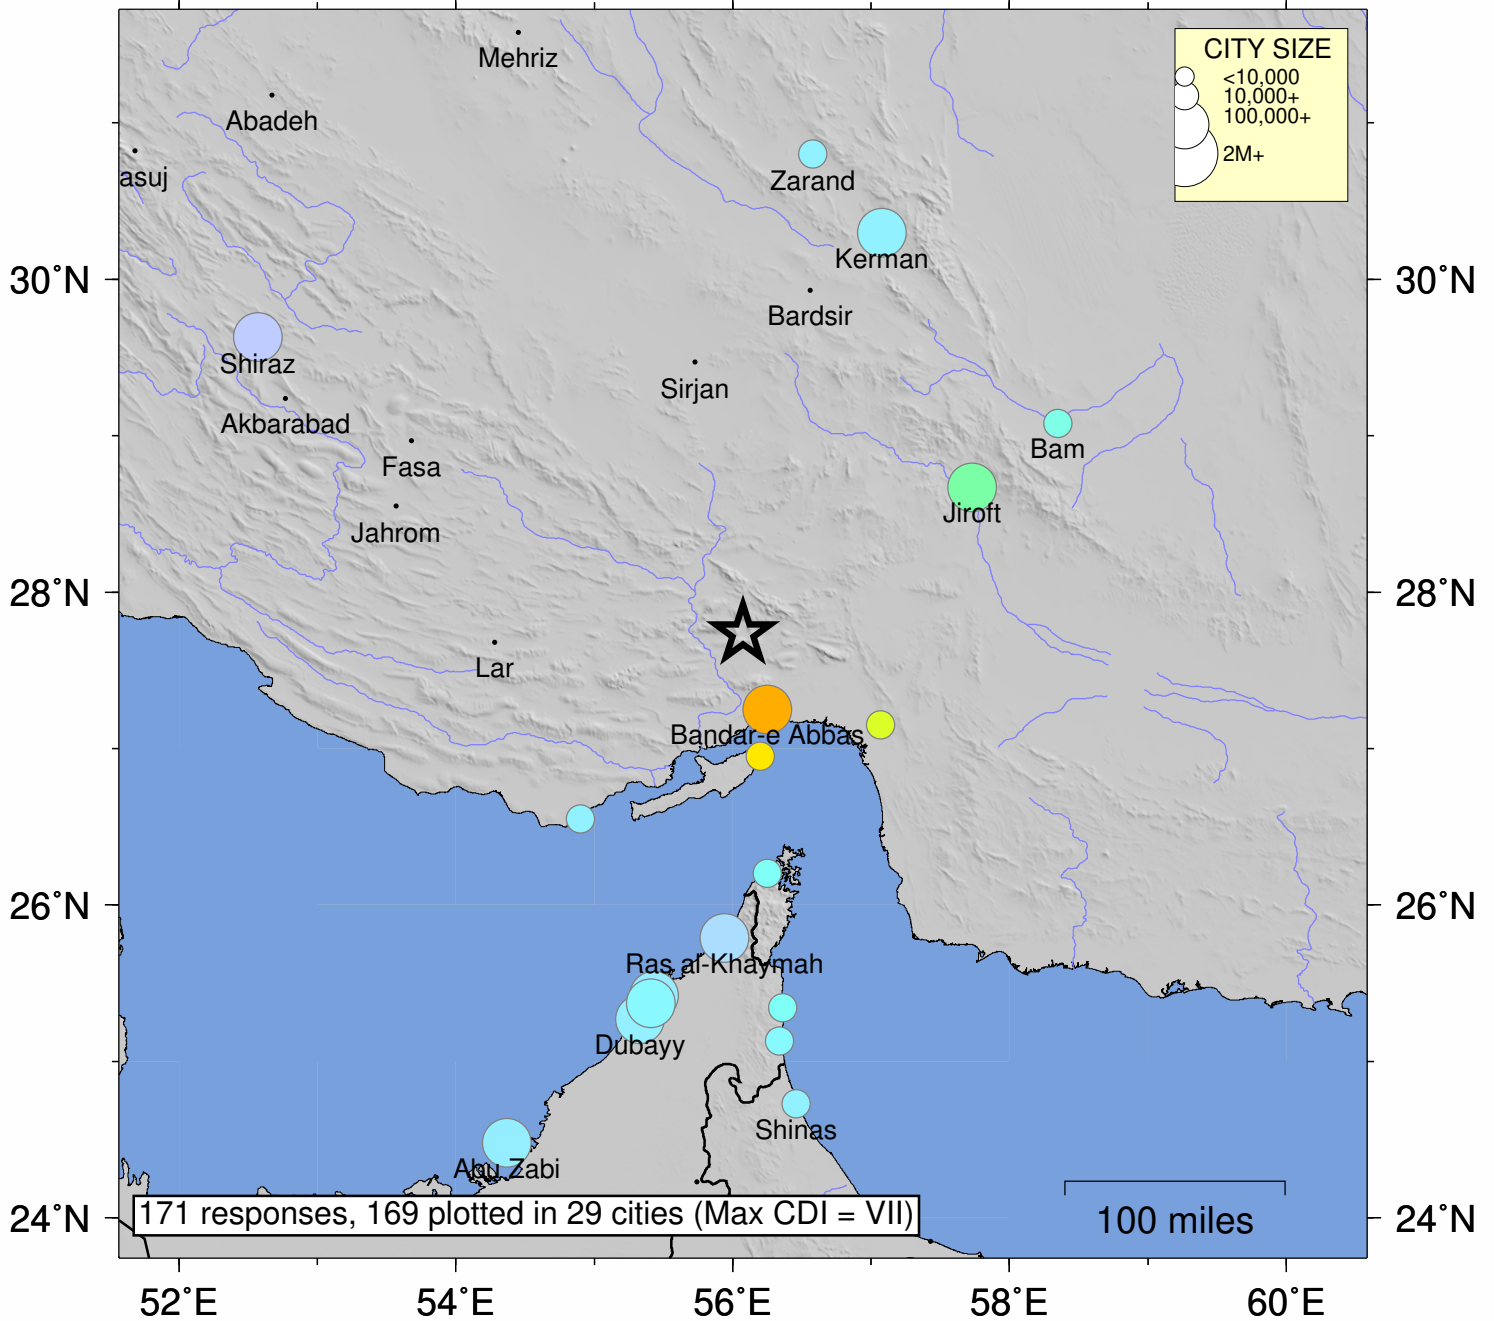 Mehriz
CITY SIZE
<10,000
10,000+
100,000+
2M+
Abadeh
asuj
Zarand
Kerman
30°N
30°N
Bardsir
Shiraz
Sirjan
Akbarabad
Bam
Fasa
Jiroft
Jahrom
28°N
28°N
Lar
Bandar-e Abbas
26°N
26°N
Ras al-Khaymah
Dubayy
Shinas
Abu Zabi
171 responses, 169 plotted in 29 cities (Max CDI = VII)
100 miles
24°N
24°N
52°E
54°E
56°E
58°E
60°E